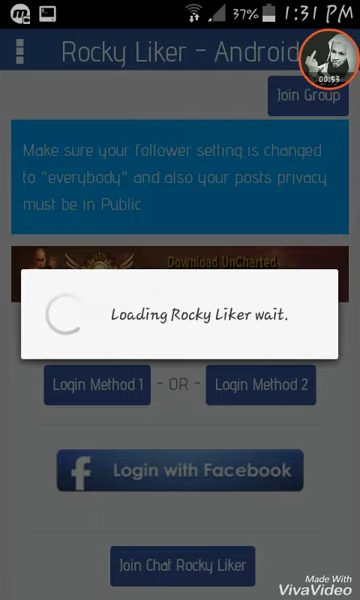 37% 1:31 PM
Rocky Liker - Android
00:53
Join Group
Make sure your follower setting is changed
to "everybody" and also your posts privacy
must be in Public
Download UnCharted
Loading Rocky Liker wait.
Login Method 1 - OR - Login Method 2
f Login with Facebook
Join Chat Rocky Liker
Made With
VivaVideo